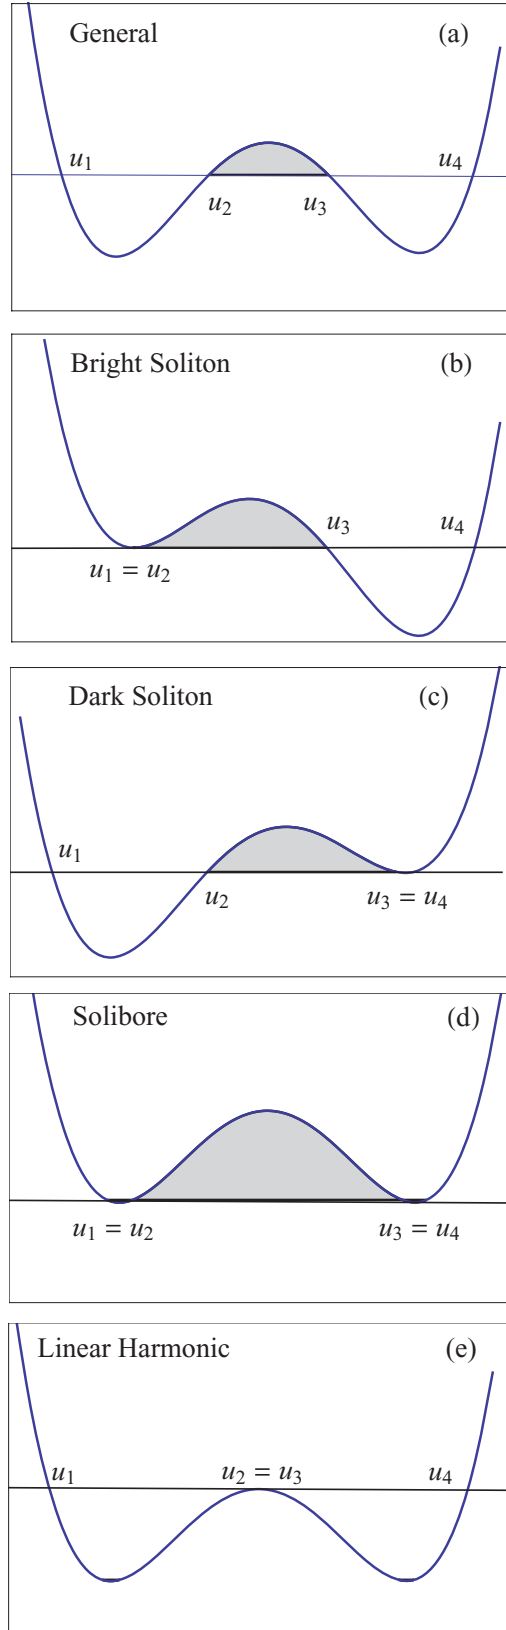 General (a)
u₁ u₄
u₂ u₃
Bright Soliton (b)
u₃ u₄
u₁ = u₂
Dark Soliton (c)
u₁
u₂ u₃ = u₄
Solibore (d)
u₁ = u₂ u₃ = u₄
Linear Harmonic (e)
u₁ u₂ = u₃ u₄